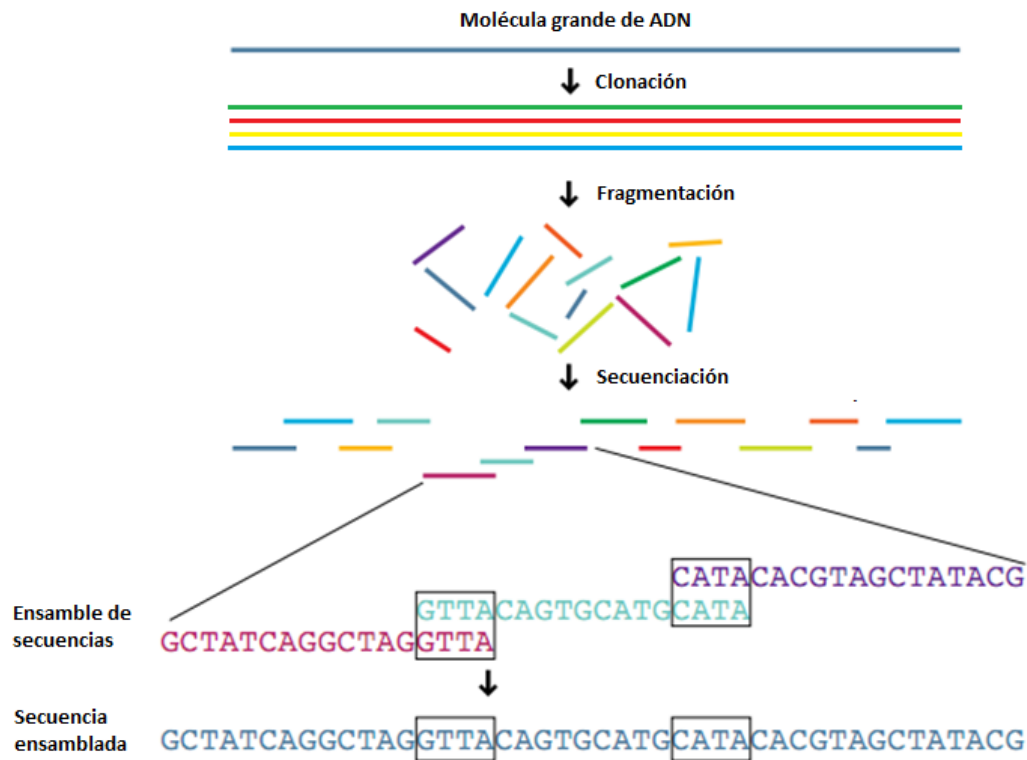 Molécula grande de ADN
Clonación
Fragmentación
Secuenciación
CATACACGTAGCTATACG
Ensamble de
secuencias
GTTACAGTGCATGCATA
GCTATCAGGCTAGGTTA
Secuencia
ensamblada
GCTATCAGGCTAGGTTACAGTGCATGCATACACGTAGCTATACG